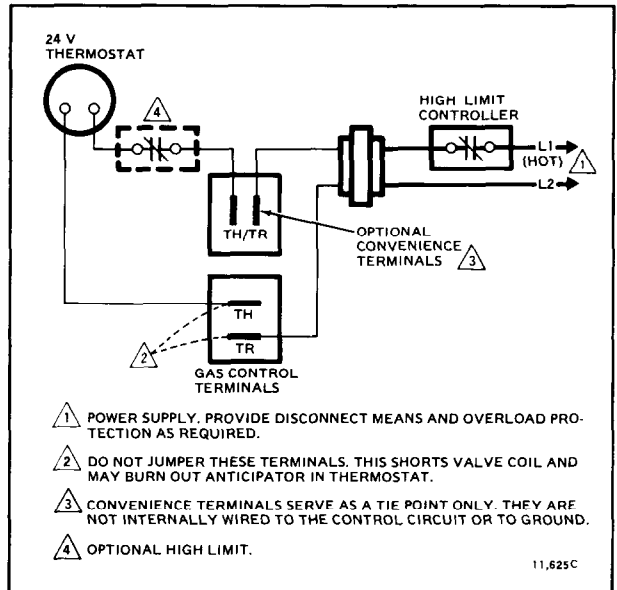 24 V
THERMOSTAT
4
HIGH LIMIT
CONTROLLER
L1
(HOT)
1
L2
TH/TR
OPTIONAL
CONVENIENCE
TERMINALS
3
TH
TR
2
GAS CONTROL
TERMINALS
1 POWER SUPPLY. PROVIDE DISCONNECT MEANS AND OVERLOAD PRO-
TECTION AS REQUIRED.
2 DO NOT JUMPER THESE TERMINALS. THIS SHORTS VALVE COIL AND
MAY BURN OUT ANTICIPATOR IN THERMOSTAT.
3 CONVENIENCE TERMINALS SERVE AS A TIE POINT ONLY. THEY ARE
NOT INTERNALLY WIRED TO THE CONTROL CIRCUIT OR TO GROUND.
4 OPTIONAL HIGH LIMIT.
11,625C